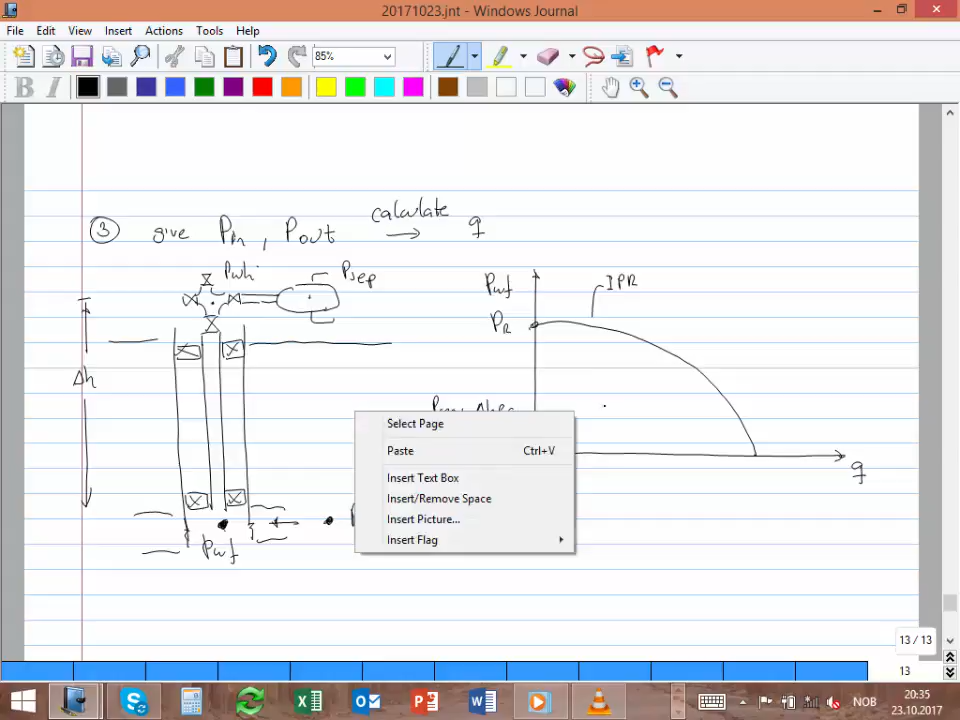 20171023.jnt - Windows Journal
File Edit View Insert Actions Tools Help
85%
B I
③ give Pin, Pout calculate → q
Pwh Psep
Pwf
IPR
PR
Δh
q
Pwf
Select Page
Paste Ctrl+V
Insert Text Box
Insert/Remove Space
Insert Picture...
Insert Flag
13 / 13
13
NOB
20:35
23.10.2017